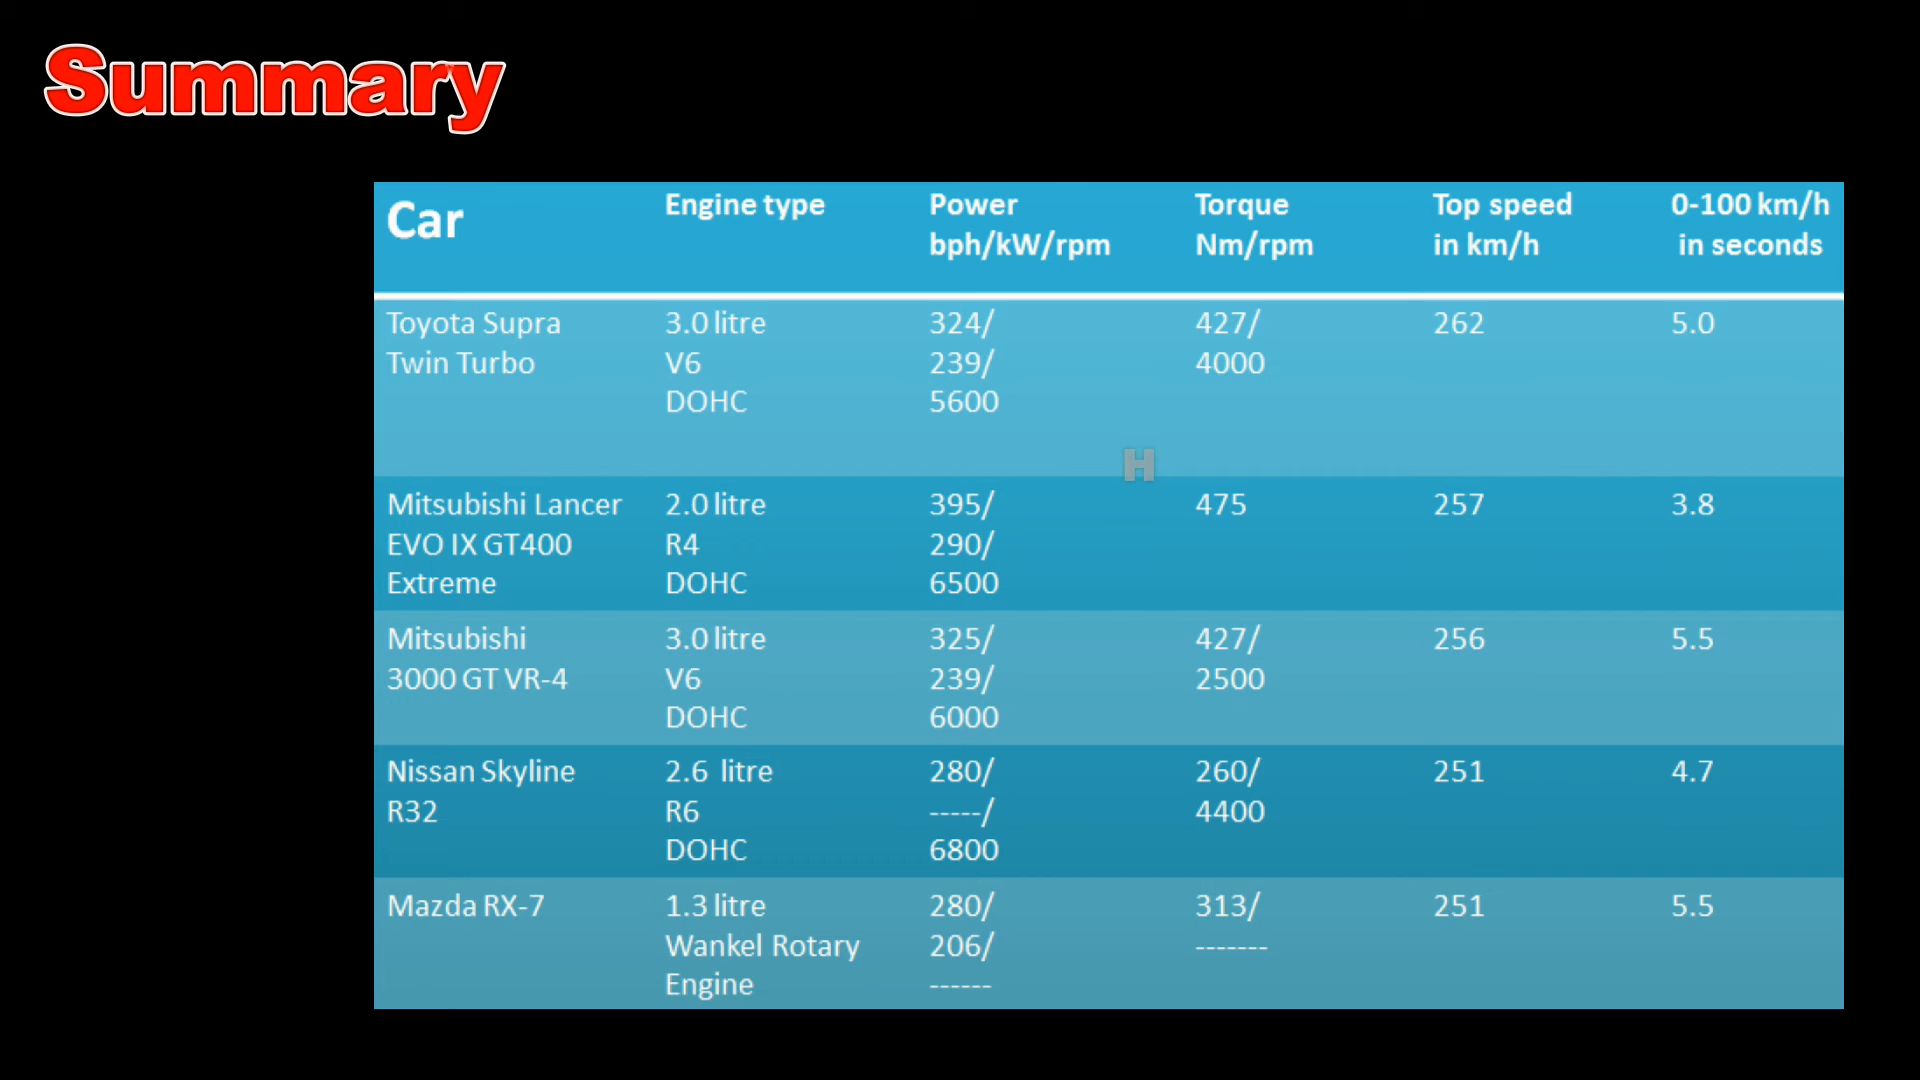 Summary
Car
Engine type
Power
bph/kW/rpm
Torque
Nm/rpm
Top speed
in km/h
0-100 km/h
in seconds
Toyota Supra
Twin Turbo
3.0 litre
V6
DOHC
324/
239/
5600
427/
4000
262
5.0
H
Mitsubishi Lancer
EVO IX GT400
Extreme
2.0 litre
R4
DOHC
395/
290/
6500
475
257
3.8
Mitsubishi
3000 GT VR-4
3.0 litre
V6
DOHC
325/
239/
6000
427/
2500
256
5.5
Nissan Skyline
R32
2.6 litre
R6
DOHC
280/
-----/
6800
260/
4400
251
4.7
Mazda RX-7
1.3 litre
Wankel Rotary
Engine
280/
206/
------
313/
-------
251
5.5